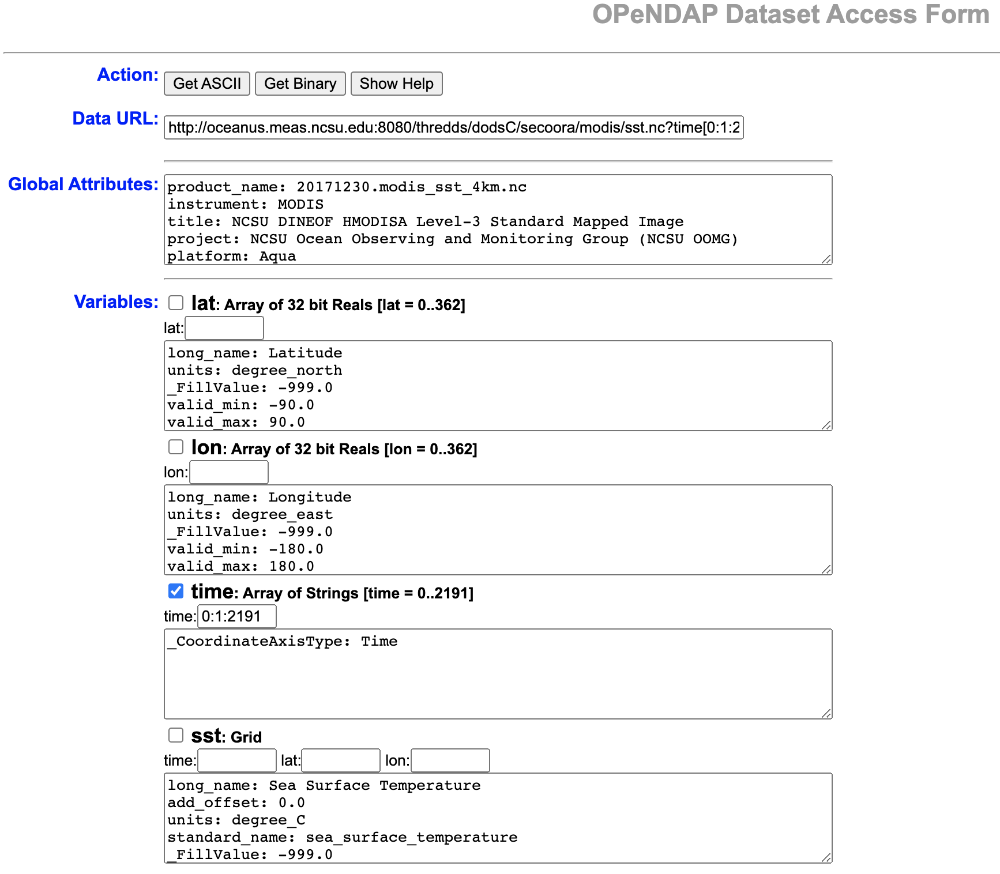 OPeNDAP Dataset Access Form
Action: Get ASCII Get Binary Show Help
Data URL: http://oceanus.meas.ncsu.edu:8080/thredds/dodsC/secoora/modis/sst.nc?time[0:1:2
Global Attributes:
product_name: 20171230.modis_sst_4km.nc
instrument: MODIS
title: NCSU DINEOF HMODISA Level-3 Standard Mapped Image
project: NCSU Ocean Observing and Monitoring Group (NCSU OOMG)
platform: Aqua
Variables: lat: Array of 32 bit Reals [lat = 0..362]
lat:
long_name: Latitude
units: degree_north
_FillValue: -999.0
valid_min: -90.0
valid_max: 90.0
lon: Array of 32 bit Reals [lon = 0..362]
lon:
long_name: Longitude
units: degree_east
_FillValue: -999.0
valid_min: -180.0
valid_max: 180.0
time: Array of Strings [time = 0..2191]
time: 0:1:2191
_CoordinateAxisType: Time
sst: Grid
time: lat: lon:
long_name: Sea Surface Temperature
add_offset: 0.0
units: degree_C
standard_name: sea_surface_temperature
_FillValue: -999.0